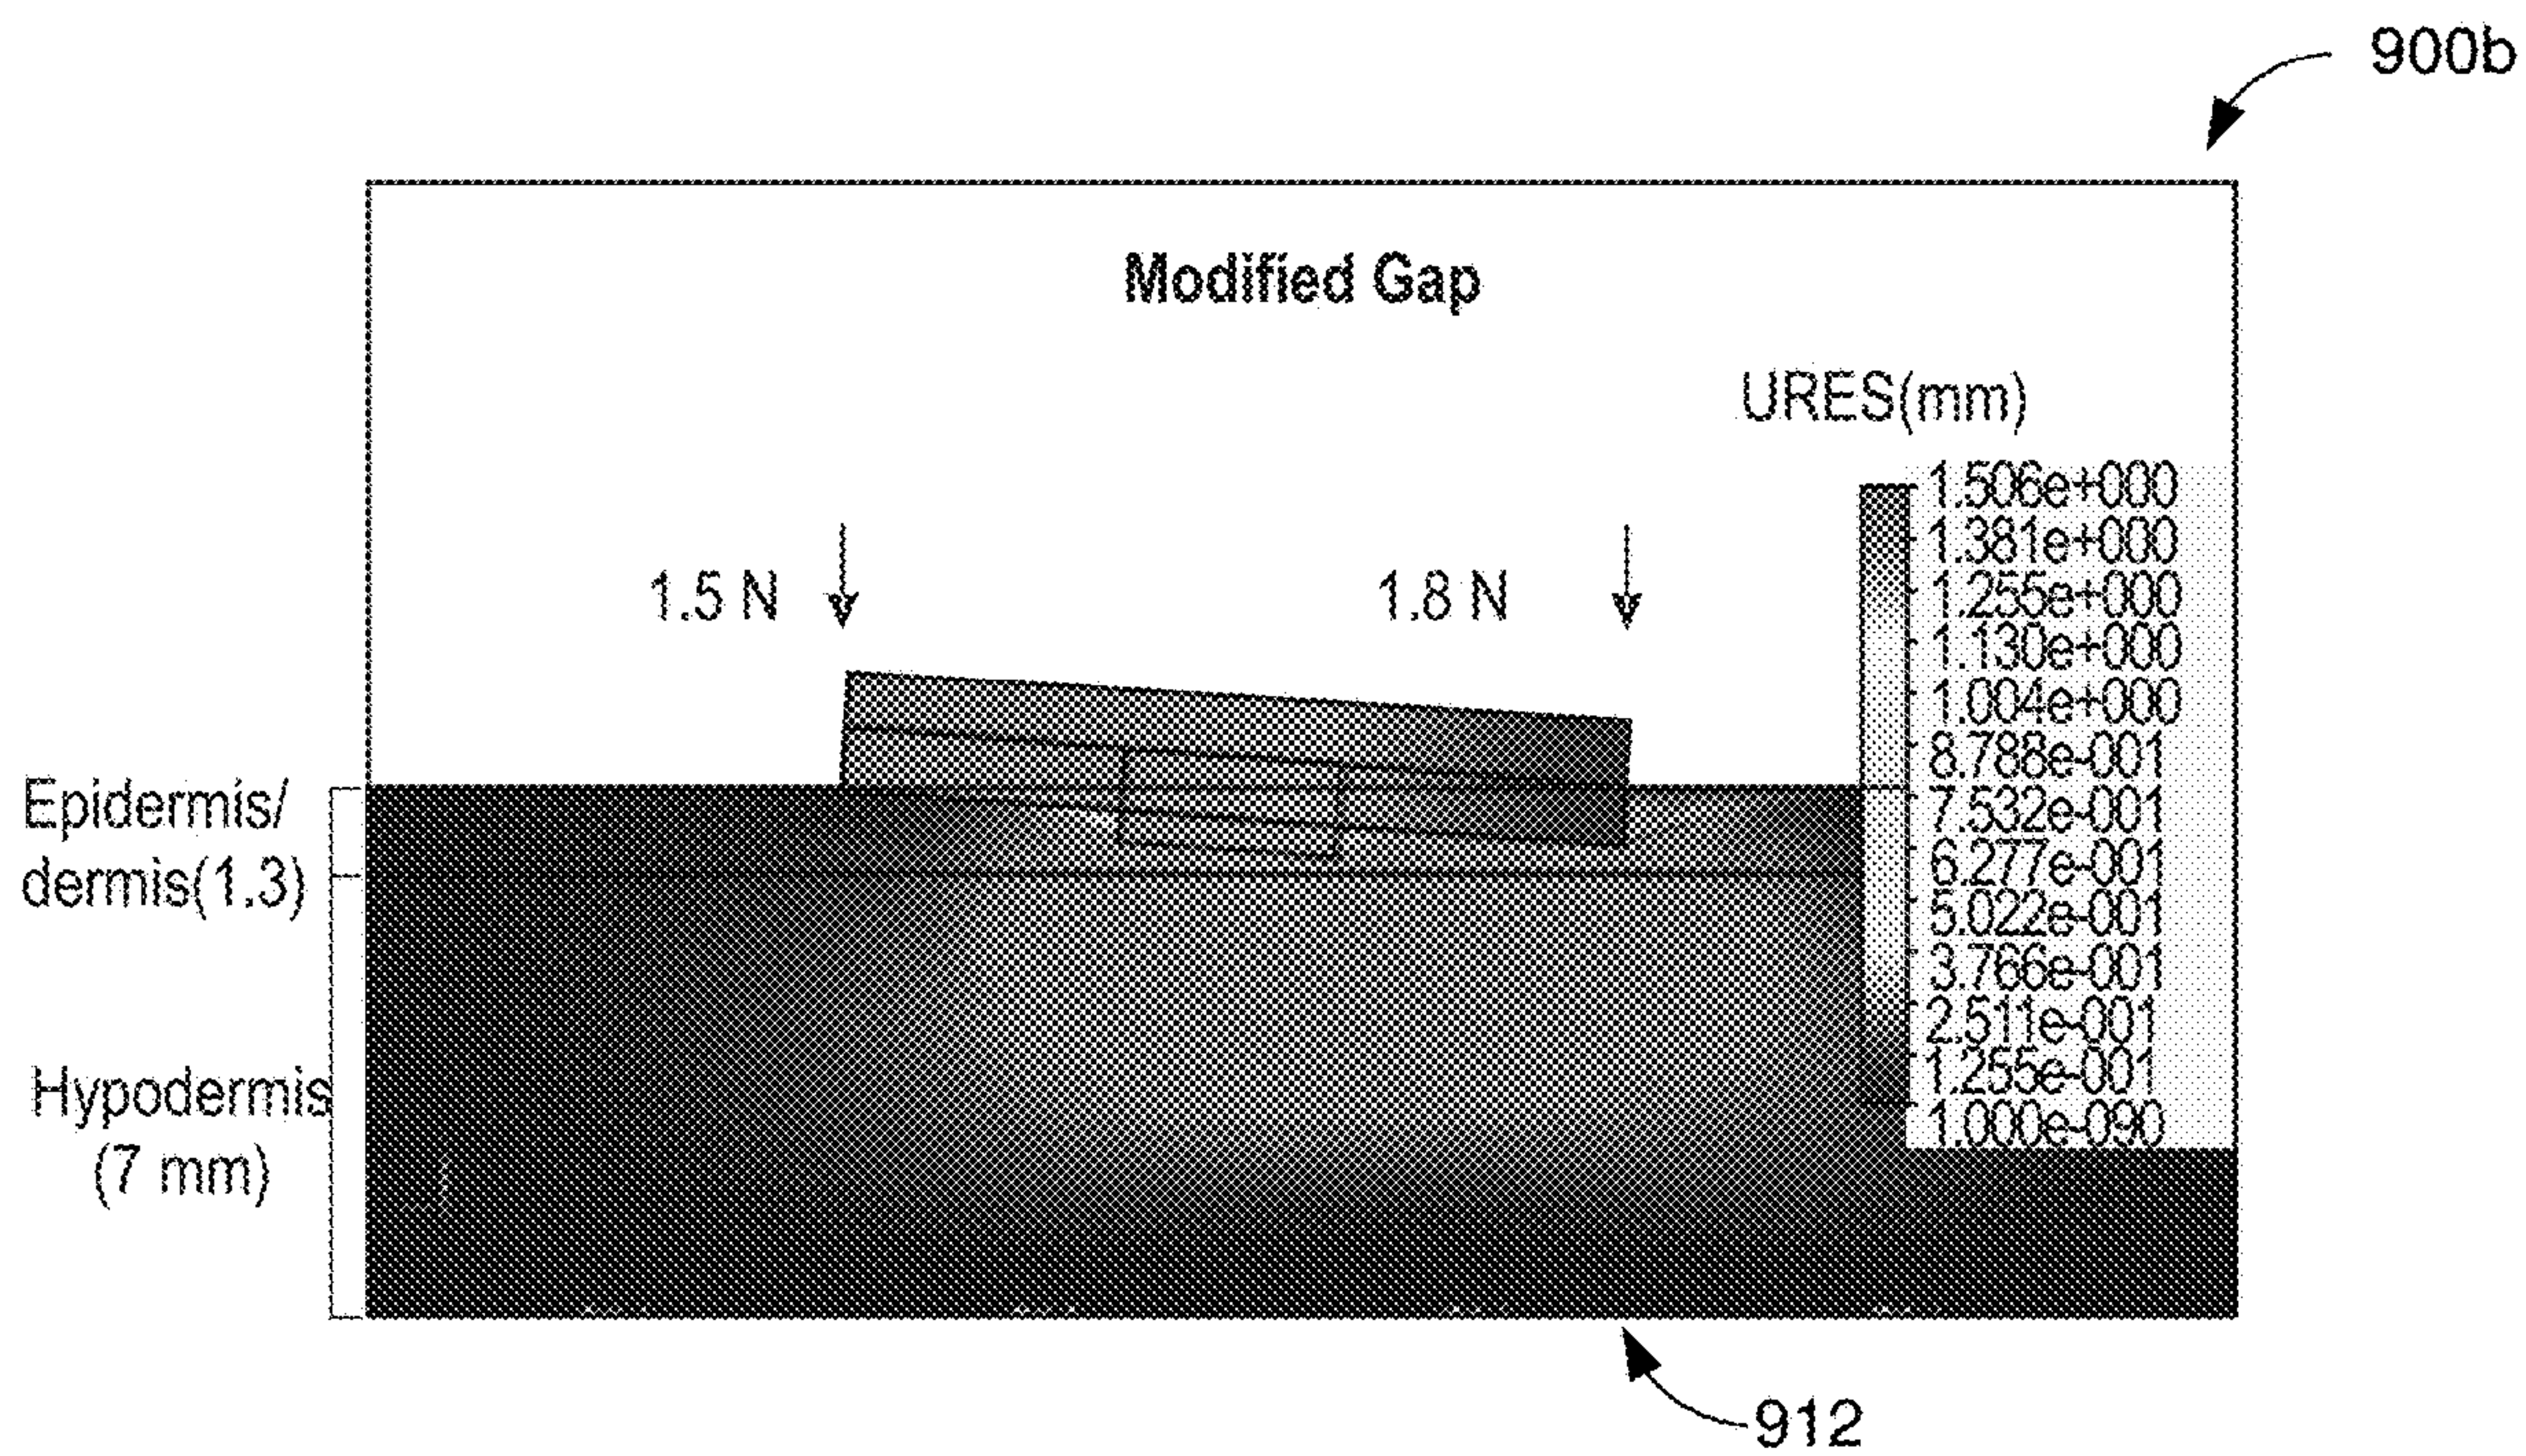 900b
Modified Gap
URES(mm)
1.506e+000
1.381e+000
1.255e+000
1.130e+000
1.004e+000
8.788e-001
7.532e-001
6.277e-001
5.022e-001
3.766e-001
2.511e-001
1.255e-001
1.000e-090
1.5 N
1.8 N
Epidermis/
dermis(1.3)
Hypodermis
(7 mm)
912